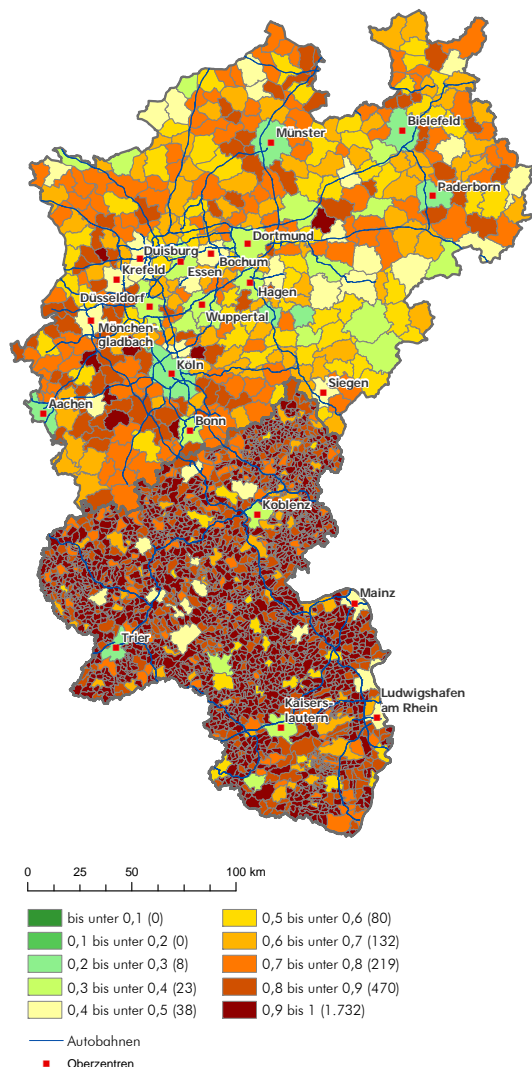 Münster
Bielefeld
Paderborn
Dortmund
Duisburg
Bochum
Krefeld
Essen
Hagen
Düsseldorf
Wuppertal
Mönchen-
gladbach
Köln
Siegen
Aachen
Bonn
Koblenz
Mainz
Trier
Kaisers-
lautern
Ludwigshafen
am Rhein
0 25 50 100 km
bis unter 0,1 (0)
0,1 bis unter 0,2 (0)
0,2 bis unter 0,3 (8)
0,3 bis unter 0,4 (23)
0,4 bis unter 0,5 (38)
0,5 bis unter 0,6 (80)
0,6 bis unter 0,7 (132)
0,7 bis unter 0,8 (219)
0,8 bis unter 0,9 (470)
0,9 bis 1 (1.732)
Autobahnen
Oberzentren